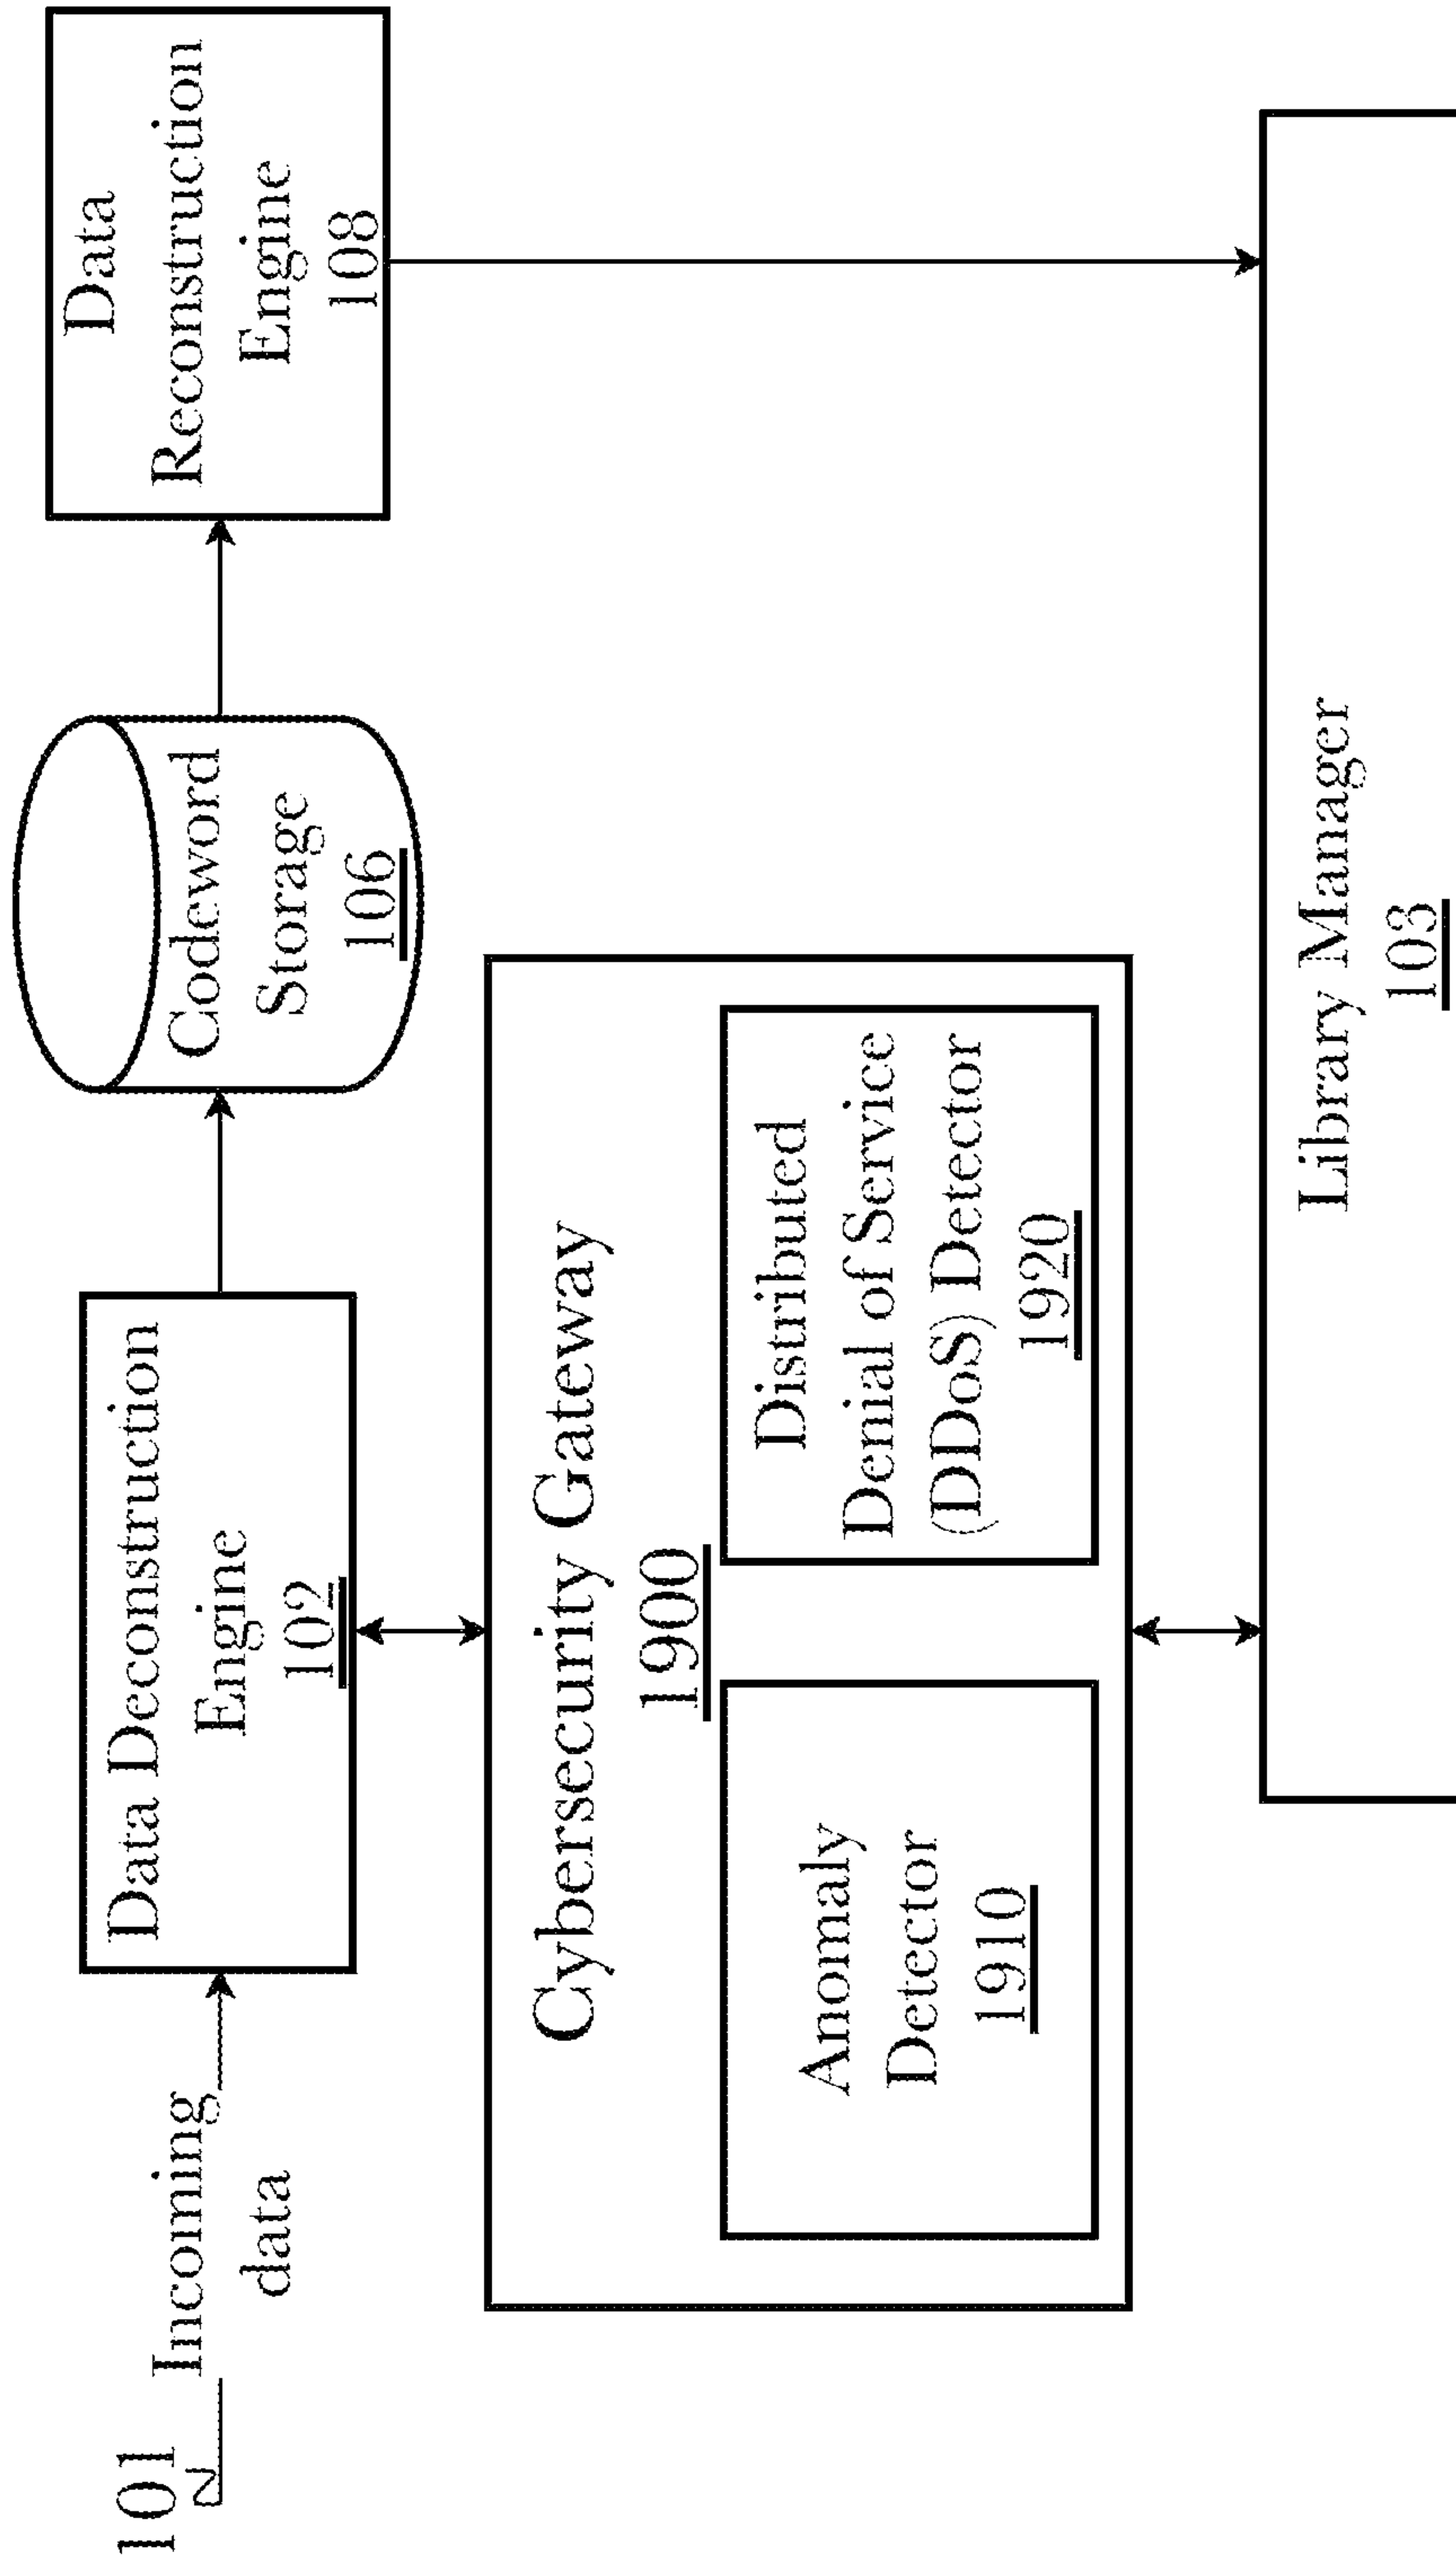 101
Incoming
data
Data Deconstruction
Engine
102
Codeword
Storage
106
Data
Reconstruction
Engine
108
Cybersecurity Gateway
1900
Anomaly
Detector
1910
Distributed
Denial of Service
(DDoS) Detector
1920
Library Manager
103